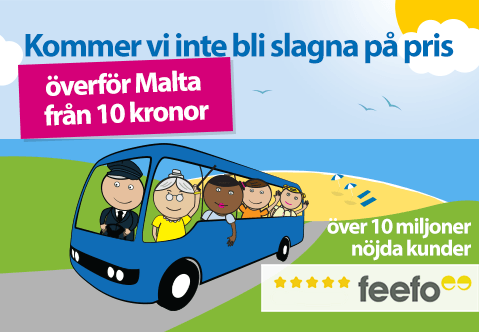 Kommer vi inte bli slagna på pris
överför Malta
från 10 kronor
över 10 miljoner
nöjda kunder
feefo